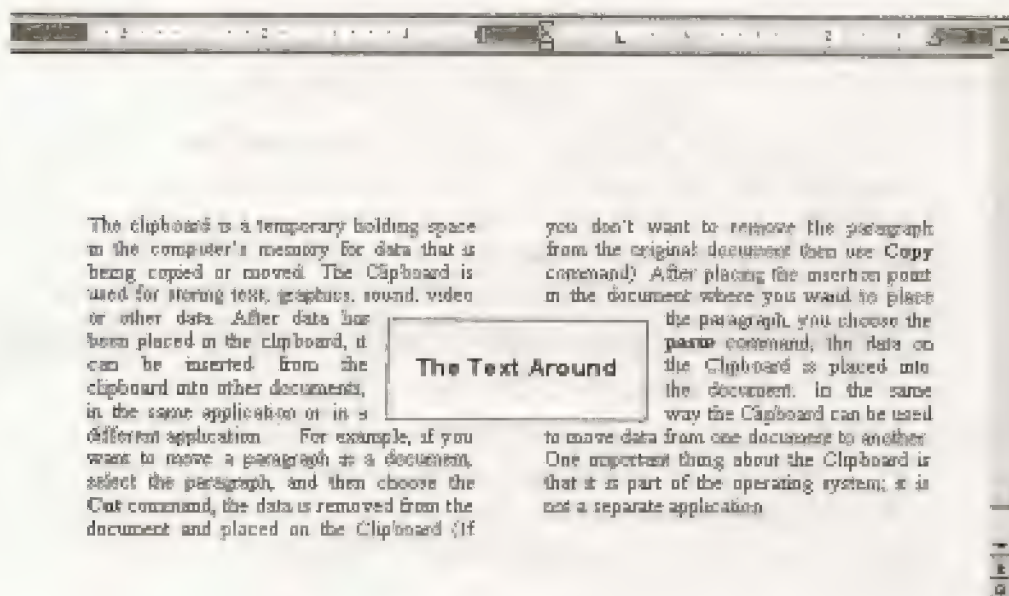 The clipboard is a temporary holding space
in the computer's memory for data that is
being copied or moved. The Clipboard is
used for storing text, graphics, sound, video
or other data. After data has
been placed in the clipboard, it
can be inserted from the
clipboard into other documents,
in the same application or in a
different application. For example, if you
want to move a paragraph in a document,
select the paragraph, and then choose the
Cut command, the data is removed from the
document and placed on the Clipboard (If
The Text Around
you don't want to remove the paragraph
from the original document then use Copy
command). After placing the insertion point
in the document where you want to place
the paragraph, you choose the
paste command, the data on
the Clipboard is placed into
the document. In the same
way the Clipboard can be used
to move data from one document to another.
One important thing about the Clipboard is
that it is part of the operating system; it is
not a separate application